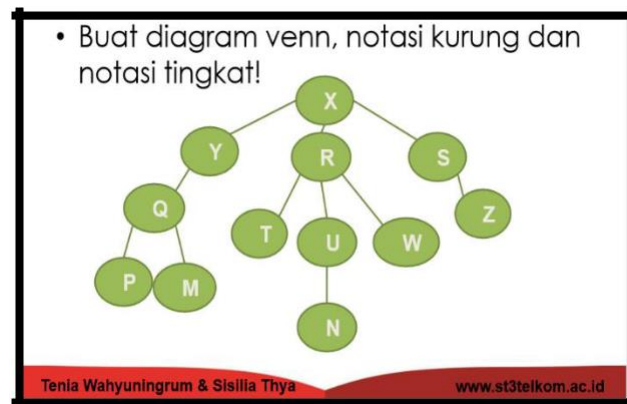 • Buat diagram venn, notasi kurung dan
notasi tingkat!
X
Y R S
Q T U W Z
P M N
Tenia Wahyuningrum & Sisilia Thya www.st3telkom.ac.id